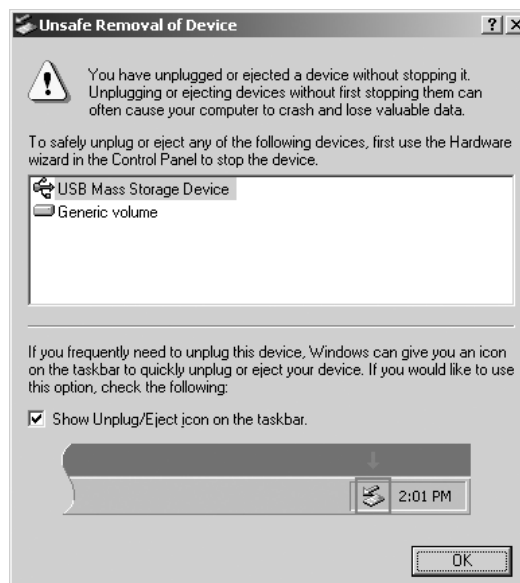 Unsafe Removal of Device
You have unplugged or ejected a device without stopping it.
Unplugging or ejecting devices without first stopping them can
often cause your computer to crash and lose valuable data.
To safely unplug or eject any of the following devices, first use the Hardware
wizard in the Control Panel to stop the device.
USB Mass Storage Device
Generic volume
If you frequently need to unplug this device, Windows can give you an icon
on the taskbar to quickly unplug or eject your device. If you would like to use
this option, check the following:
Show Unplug/Eject icon on the taskbar.
2:01 PM
OK